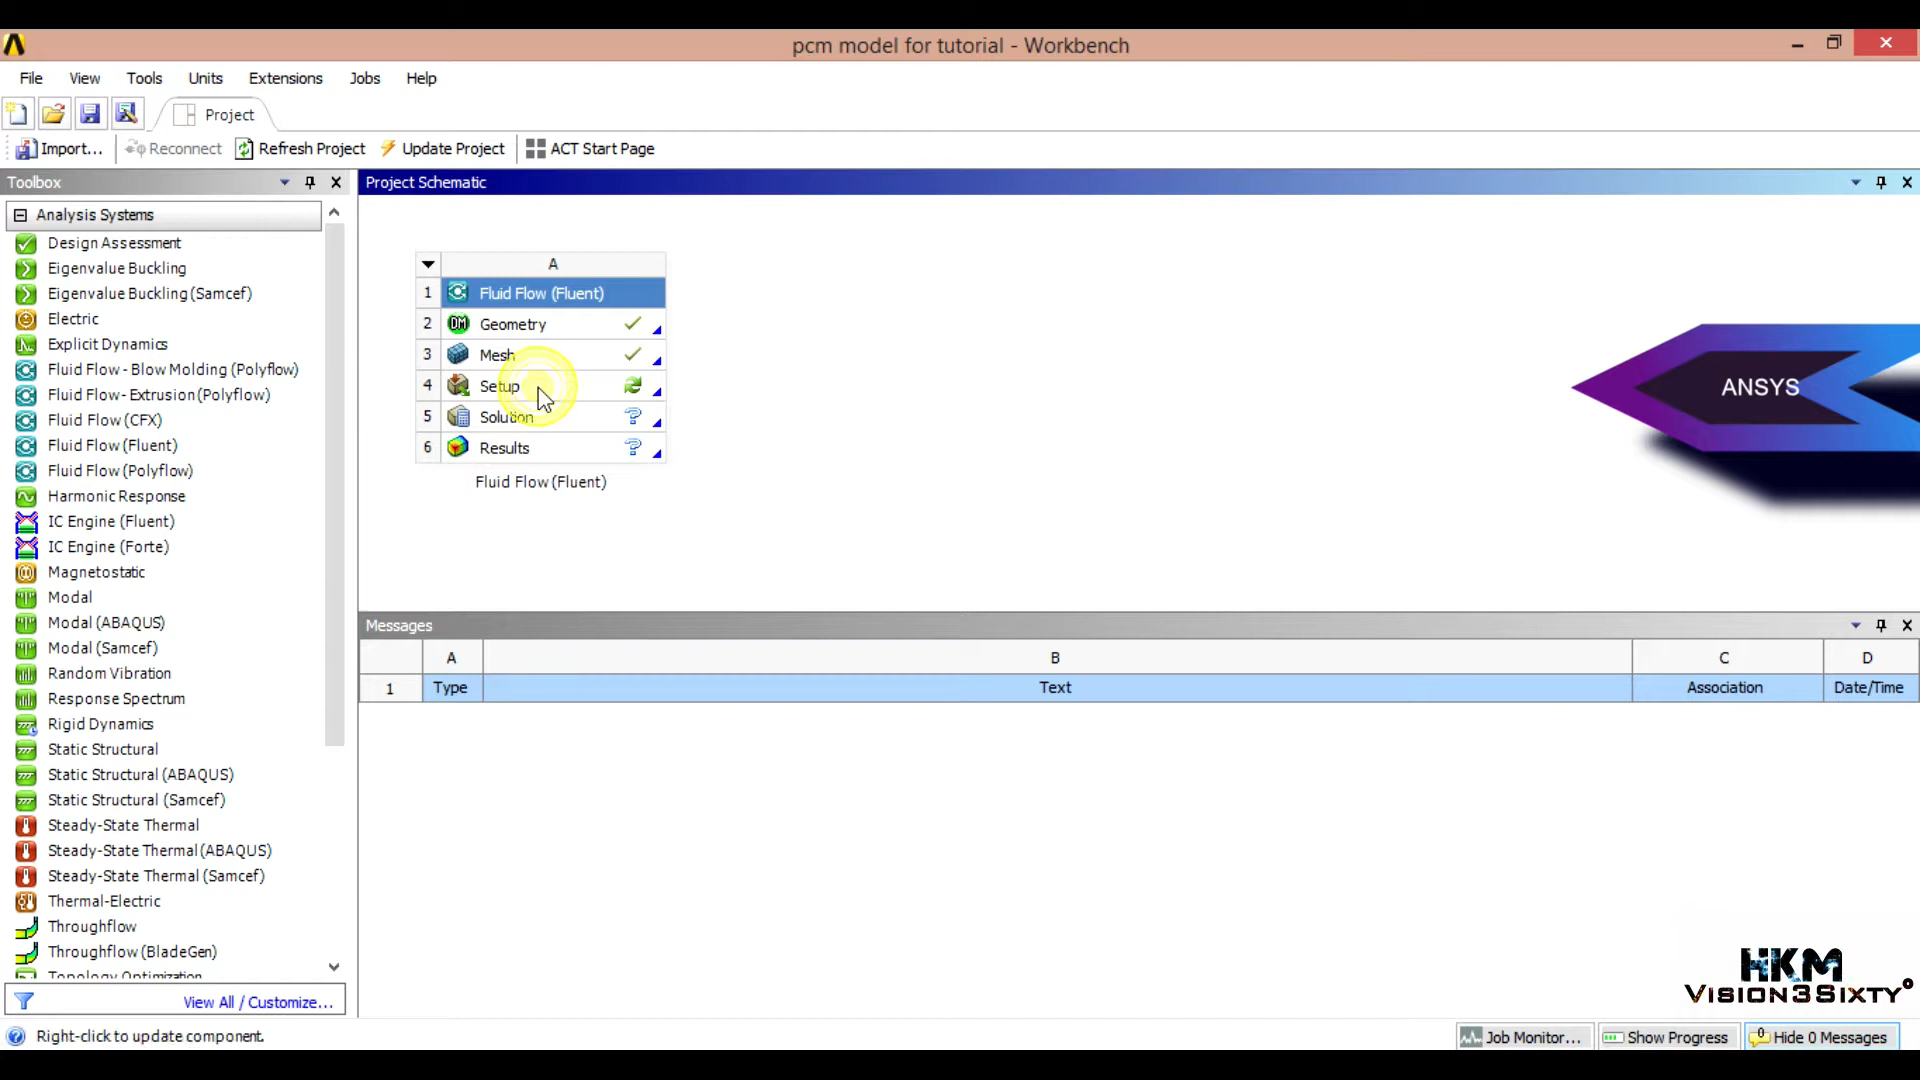 pcm model for tutorial - Workbench
File View Tools Units Extensions Jobs Help
Project
Import... Reconnect Refresh Project Update Project ACT Start Page
Toolbox
Analysis Systems
Design Assessment
Eigenvalue Buckling
Eigenvalue Buckling (Samcef)
Electric
Explicit Dynamics
Fluid Flow - Blow Molding (Polyflow)
Fluid Flow- Extrusion (Polyflow)
Fluid Flow (CFX)
Fluid Flow (Fluent)
Fluid Flow (Polyflow)
Harmonic Response
IC Engine (Fluent)
IC Engine (Forte)
Magnetostatic
Modal
Modal (ABAQUS)
Modal (Samcef)
Random Vibration
Response Spectrum
Rigid Dynamics
Static Structural
Static Structural (ABAQUS)
Static Structural (Samcef)
Steady-State Thermal
Steady-State Thermal (ABAQUS)
Steady-State Thermal (Samcef)
Thermal-Electric
Throughflow
Throughflow (BladeGen)
Topology Optimization
View All / Customize...
Project Schematic
A
1 Fluid Flow (Fluent)
2 DM Geometry
3 Mesh
4 Setup
5 Solution ?
6 Results ?
Fluid Flow (Fluent)
ANSYS
Messages
A B C D
1 Type Text Association Date/Time
HKM
VISION3SIXTY°
Right-click to update component.
Job Monitor... Show Progress 0 Hide 0 Messages